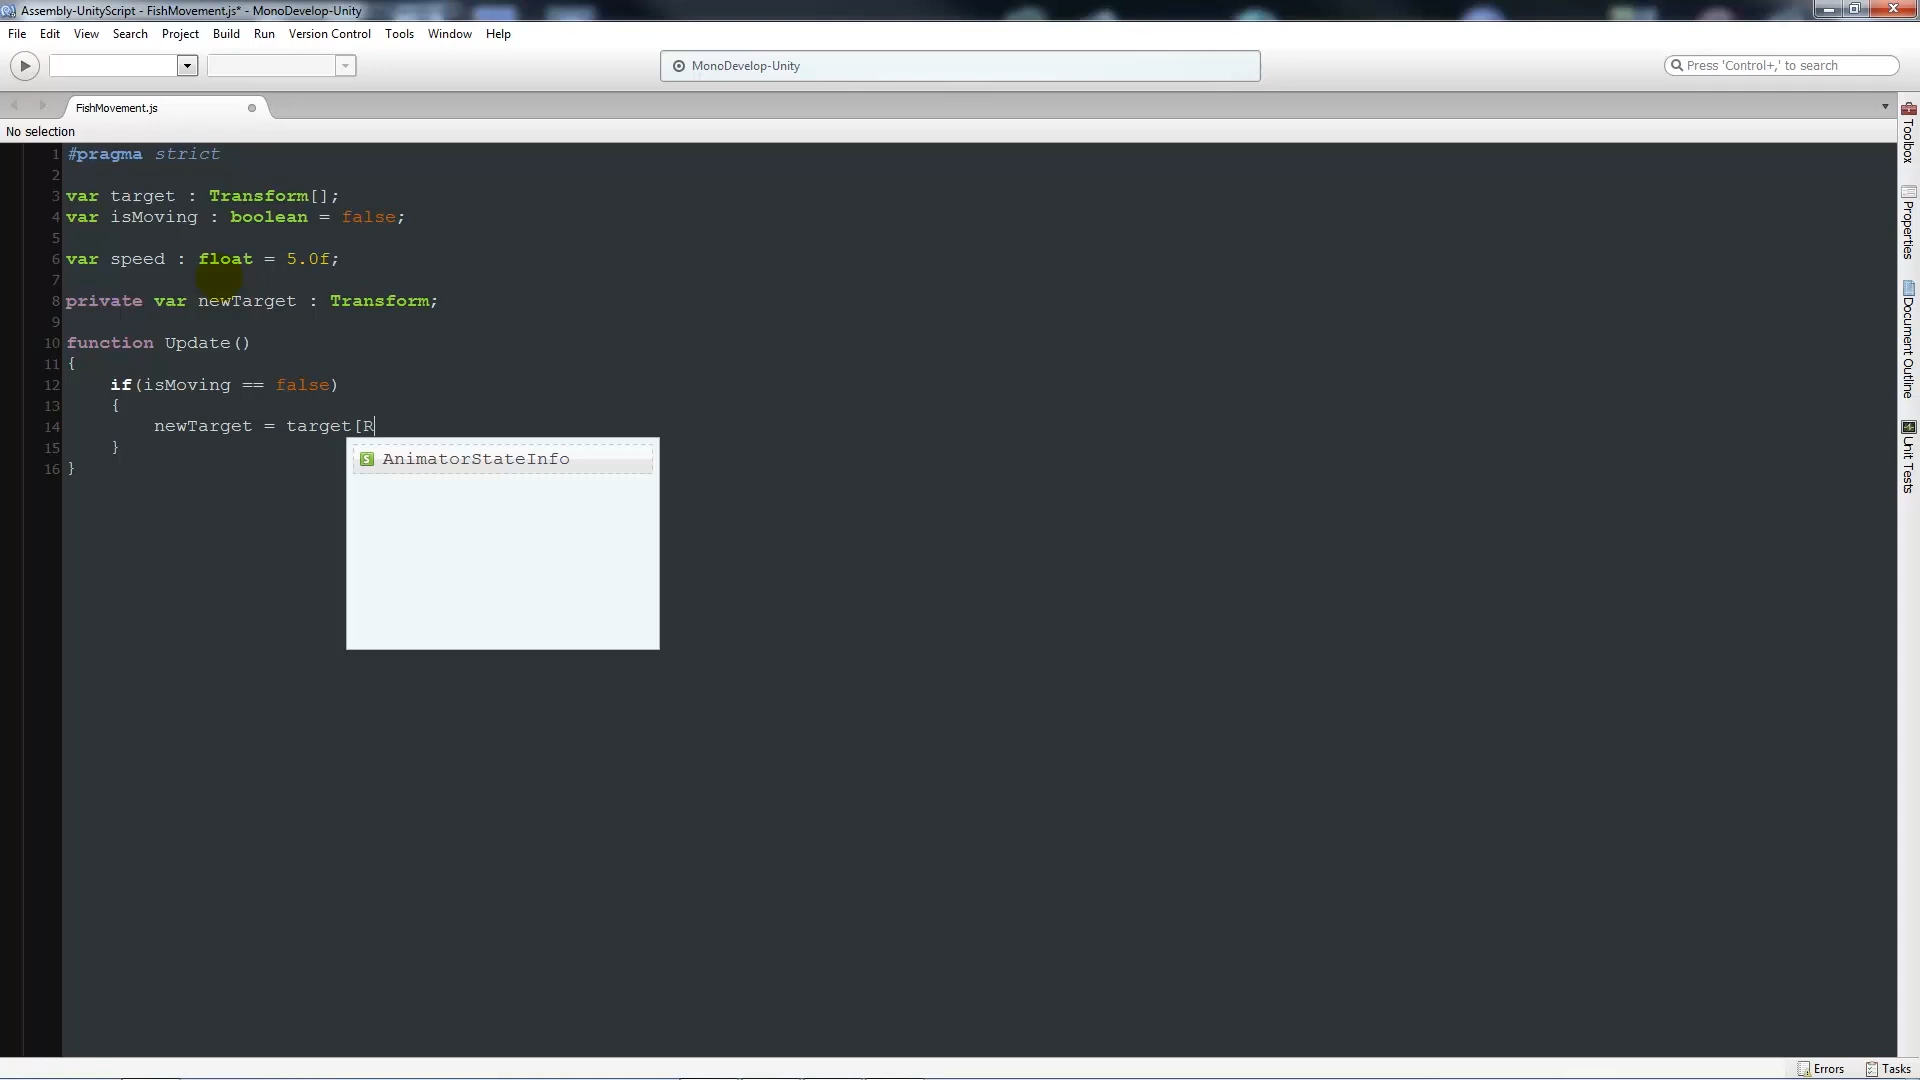 Assembly-UnityScript - FishMovement.js* - MonoDevelop-Unity
File Edit View Search Project Build Run Version Control Tools Window Help
MonoDevelop-Unity
Press 'Control+,' to search
FishMovement.js
No selection
1 #pragma strict
2
3 var target : Transform[];
4 var isMoving : boolean = false;
5
6 var speed : float = 5.0f;
7
8 private var newTarget : Transform;
9
10 function Update()
11 {
12 if(isMoving == false)
13 {
14 newTarget = target[R
15 }
16 }
S AnimatorStateInfo
Toolbox
Properties
Document Outline
Unit Tests
Errors Tasks